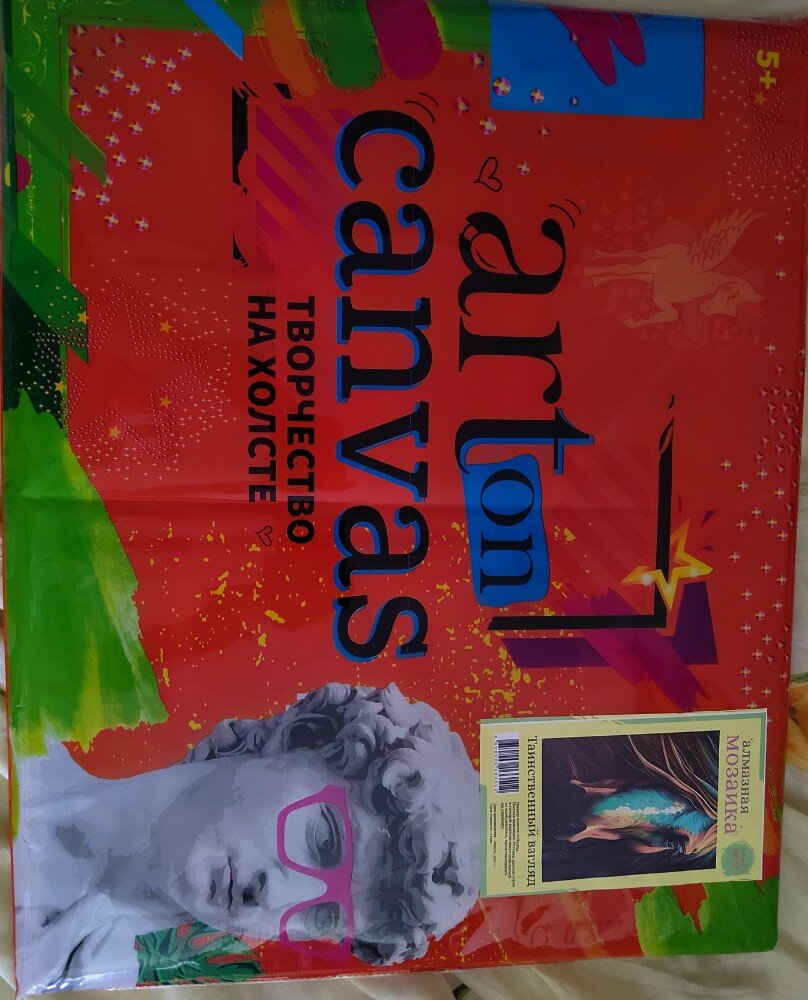 5+
art on
canvas
ТВОРЧЕСТВО
НА ХОЛСТЕ
алмазная
мозаика
Таинственный взгляд